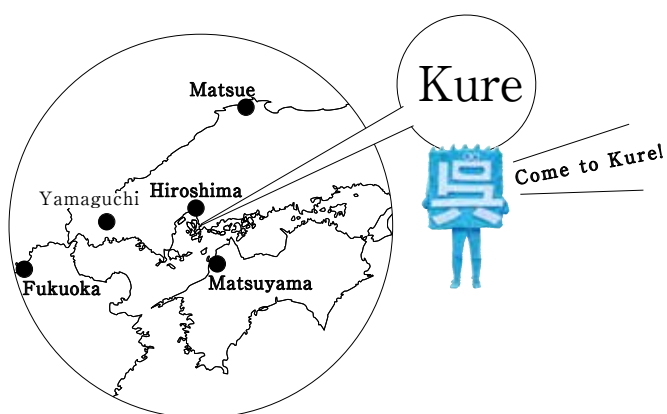 Kure
Matsue
呉
Come to Kure!
Yamaguchi
Hiroshima
Fukuoka
Matsuyama